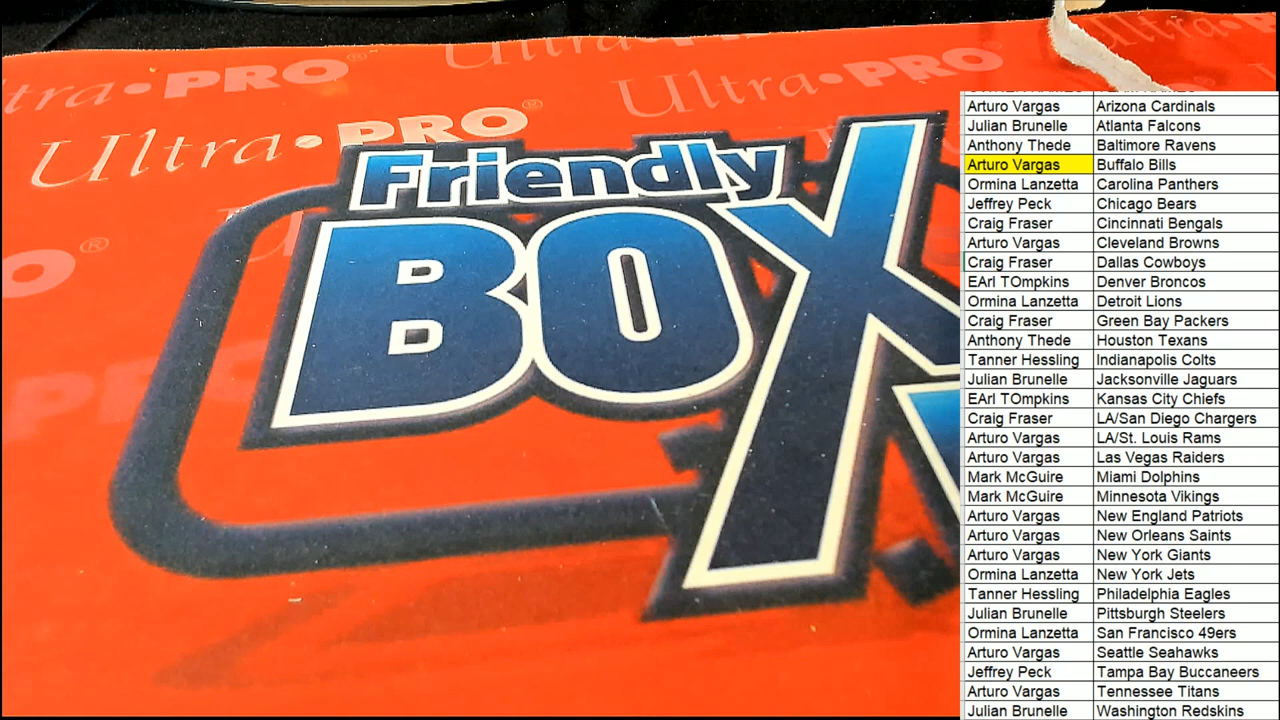 Ultra•PRO®
Ultra•PRO
Ultra•PRO®
Ultra•PRO®
Friendly
BOX
Arturo Vargas Arizona Cardinals
Julian Brunelle Atlanta Falcons
Anthony Thede Baltimore Ravens
Arturo Vargas Buffalo Bills
Ormina Lanzetta Carolina Panthers
Jeffrey Peck Chicago Bears
Craig Fraser Cincinnati Bengals
Arturo Vargas Cleveland Browns
Craig Fraser Dallas Cowboys
EArl TOmpkins Denver Broncos
Ormina Lanzetta Detroit Lions
Craig Fraser Green Bay Packers
Anthony Thede Houston Texans
Tanner Hessling Indianapolis Colts
Julian Brunelle Jacksonville Jaguars
EArl TOmpkins Kansas City Chiefs
Craig Fraser LA/San Diego Chargers
Arturo Vargas LA/St. Louis Rams
Arturo Vargas Las Vegas Raiders
Mark McGuire Miami Dolphins
Mark McGuire Minnesota Vikings
Arturo Vargas New England Patriots
Arturo Vargas New Orleans Saints
Arturo Vargas New York Giants
Ormina Lanzetta New York Jets
Tanner Hessling Philadelphia Eagles
Julian Brunelle Pittsburgh Steelers
Ormina Lanzetta San Francisco 49ers
Arturo Vargas Seattle Seahawks
Jeffrey Peck Tampa Bay Buccaneers
Arturo Vargas Tennessee Titans
Julian Brunelle Washington Redskins